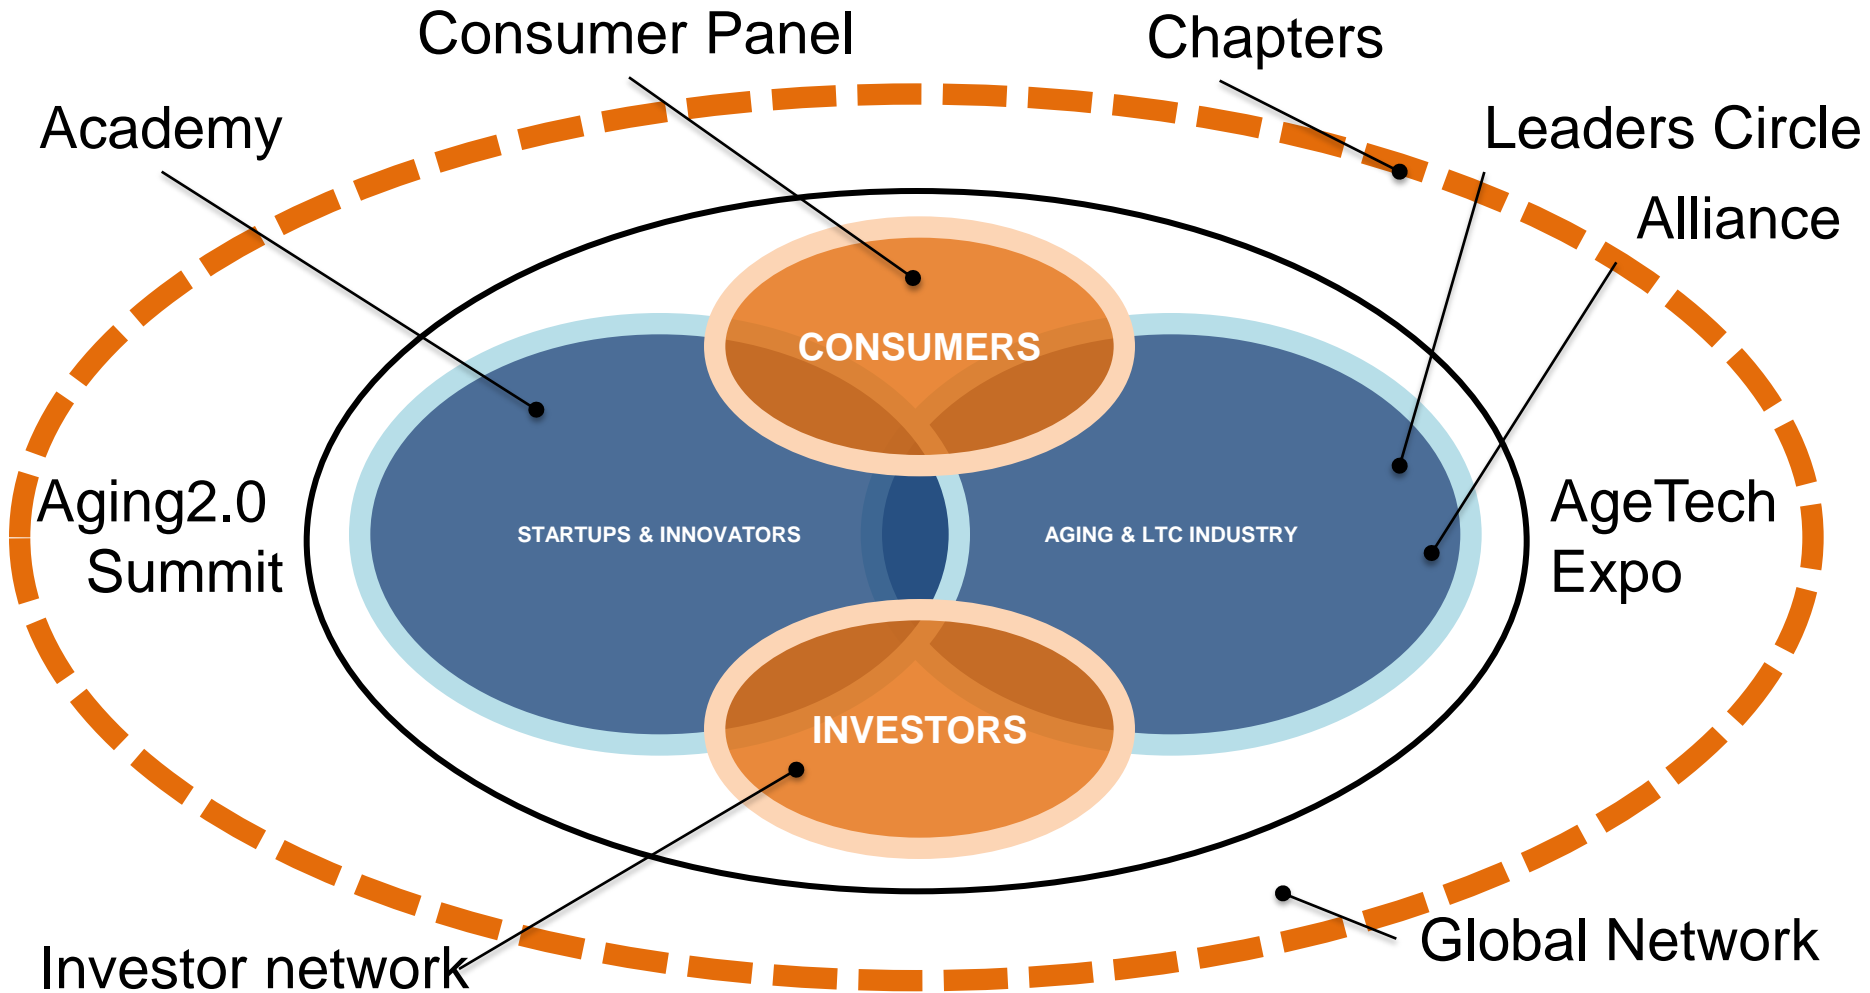 Consumer Panel
Chapters
Academy
Leaders Circle
Alliance
CONSUMERS
Aging2.0
Summit
STARTUPS & INNOVATORS
AGING & LTC INDUSTRY
AgeTech
Expo
INVESTORS
Investor network
Global Network